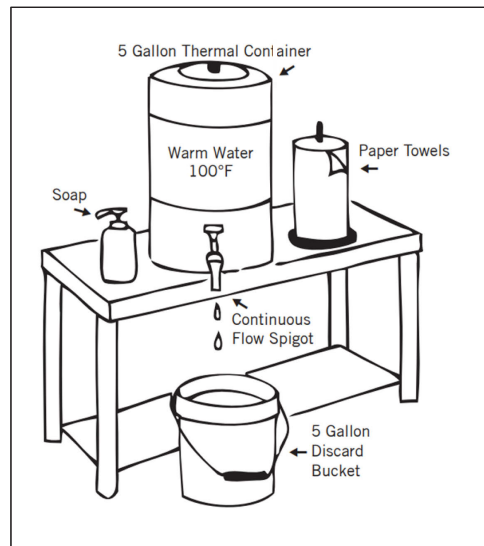 5 Gallon Thermal Container
Warm Water
100°F
Paper Towels
Soap
Continuous
Flow Spigot
5 Gallon
Discard
Bucket